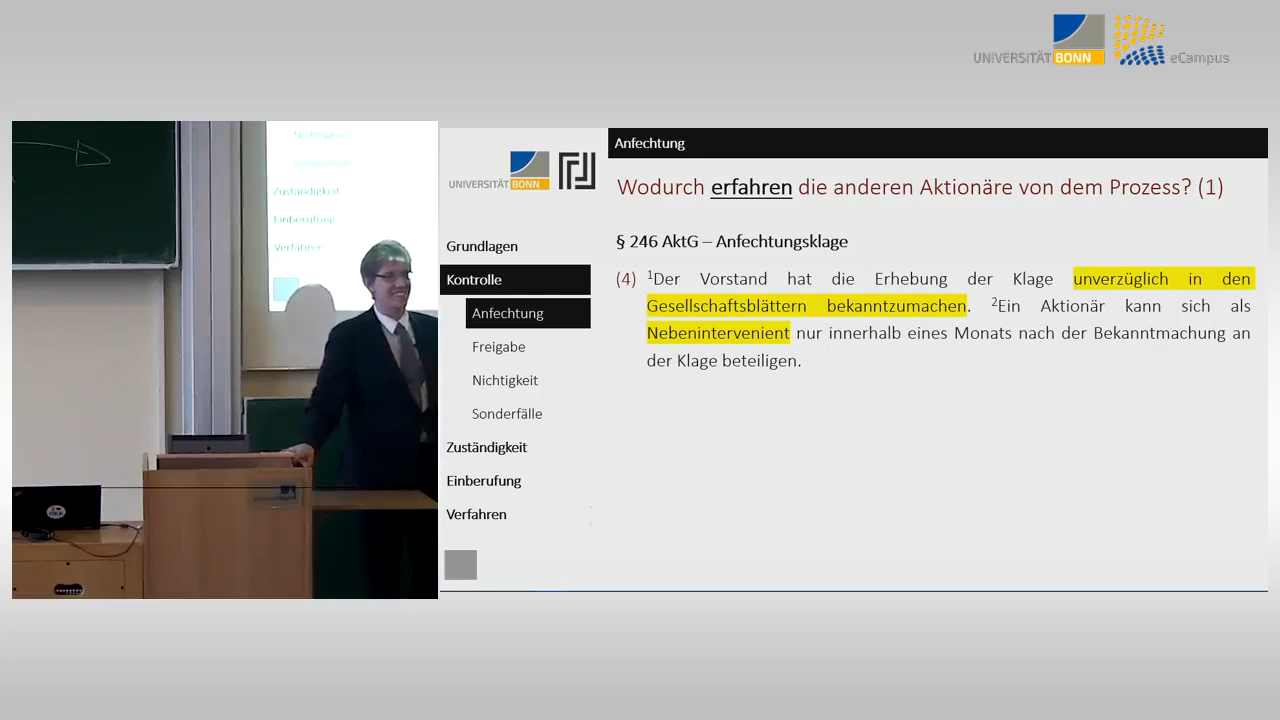 UNIVERSITÄT BONN eCampus
Zuständigkeit
Einberufung
Verfahren
UNIVERSITÄT BONN
Grundlagen
Kontrolle
Anfechtung
Freigabe
Nichtigkeit
Sonderfälle
Zuständigkeit
Einberufung
Verfahren
Anfechtung
Wodurch erfahren die anderen Aktionäre von dem Prozess? (1)
§ 246 AktG – Anfechtungsklage
(4) ¹Der Vorstand hat die Erhebung der Klage unverzüglich in den
Gesellschaftsblättern bekanntzumachen. ²Ein Aktionär kann sich als
Nebenintervenient nur innerhalb eines Monats nach der Bekanntmachung an
der Klage beteiligen.